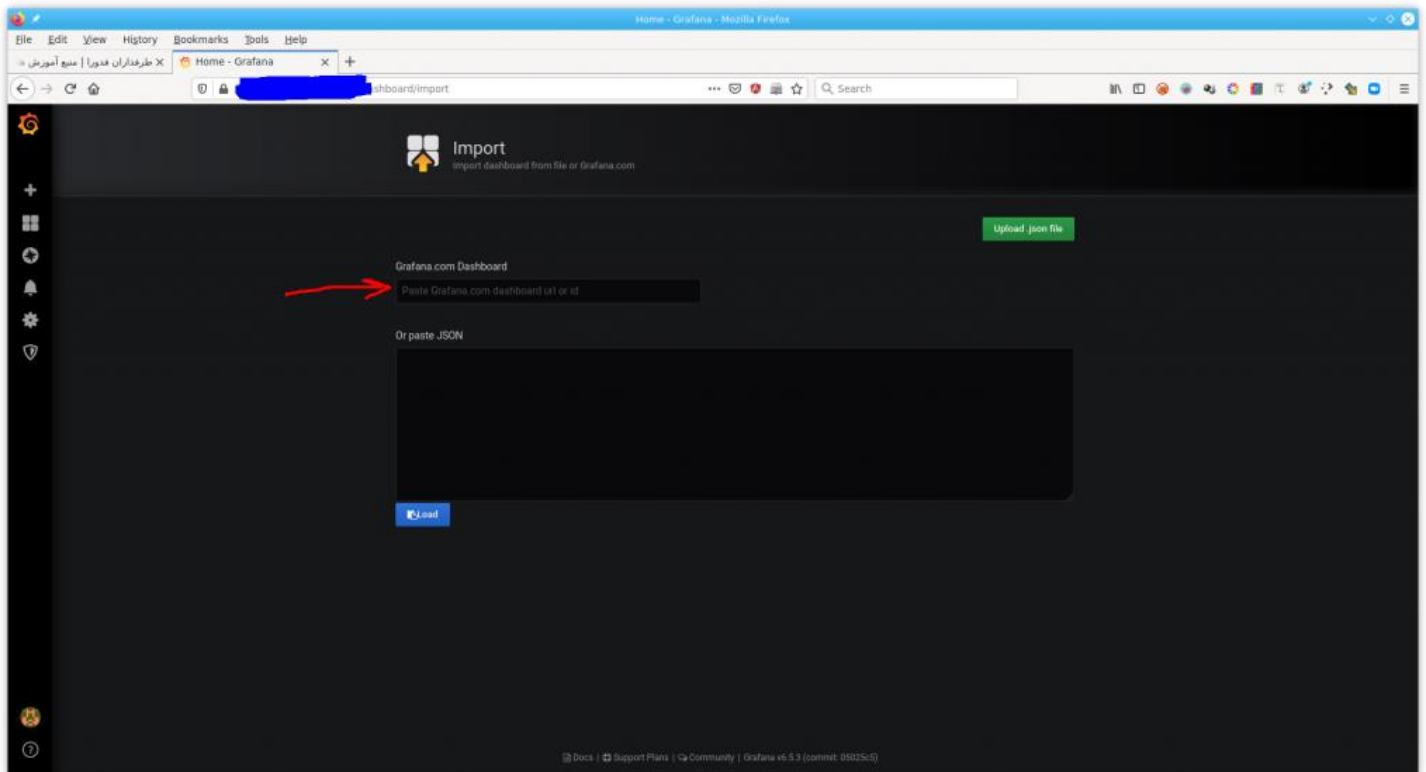 Home - Grafana - Mozilla Firefox
File Edit View History Bookmarks Tools Help
طرفداران فدورا | منبع آموزش
Home - Grafana
shboard/import
Search
Import
Import dashboard from file or Grafana.com
Upload .json file
Grafana.com Dashboard
Paste Grafana.com dashboard url or id
Or paste JSON
Load
Docs | Support Plans | Community | Grafana v6.5.3 (commit: 05025c5)